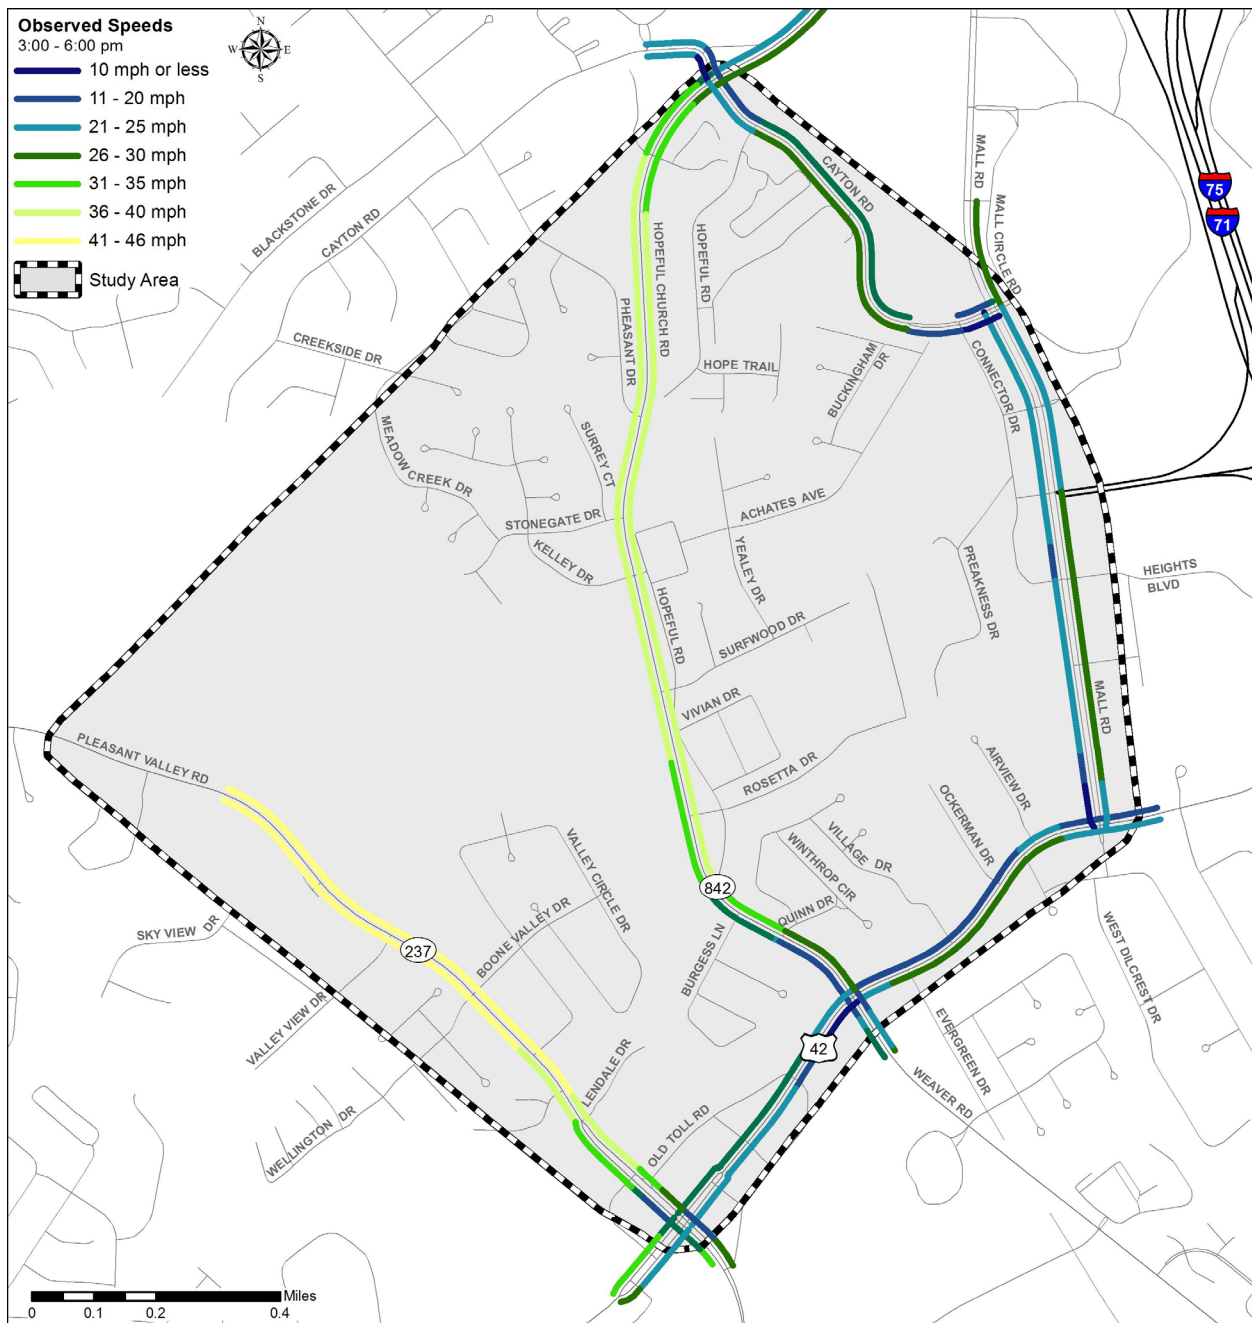 Observed Speeds
3:00 - 6:00 pm
10 mph or less
11 - 20 mph
21 - 25 mph
26 - 30 mph
31 - 35 mph
36 - 40 mph
41 - 46 mph
Study Area
N
W E
S
75
71
MALL RD
MALL CIRCLE RD
BLACKSTONE DR
CAYTON RD
CAYTON RD
HOPEFUL CHURCH RD
HOPEFUL RD
PHEASANT DR
CREEKSIDE DR
HOPE TRAIL
BUCKINGHAM
DR
CONNECTOR DR
MEADOW
CREEK DR
SURREY CT
STONEGATE DR
ACHATES AVE
KELLEY DR
YEALEY DR
PREAKNESS DR
HEIGHTS
BLVD
HOPEFUL RD
SURFWOOD DR
VIVIAN DR
MALL RD
PLEASANT VALLEY RD
ROSETTA DR
AIRVIEW DR
OCKERMAN DR
VALLEY CIRCLE DR
VILLAGE DR
WINTHROP CIR
842
QUINN DR
BOONE VALLEY DR
SKY VIEW DR
237
BURGESS LN
WEST DILCREST DR
VALLEY VIEW DR
EVERGREEN DR
42
LENDALE DR
WEAVER RD
WELLINGTON DR
OLD TOLL RD
Miles
0 0.1 0.2 0.4